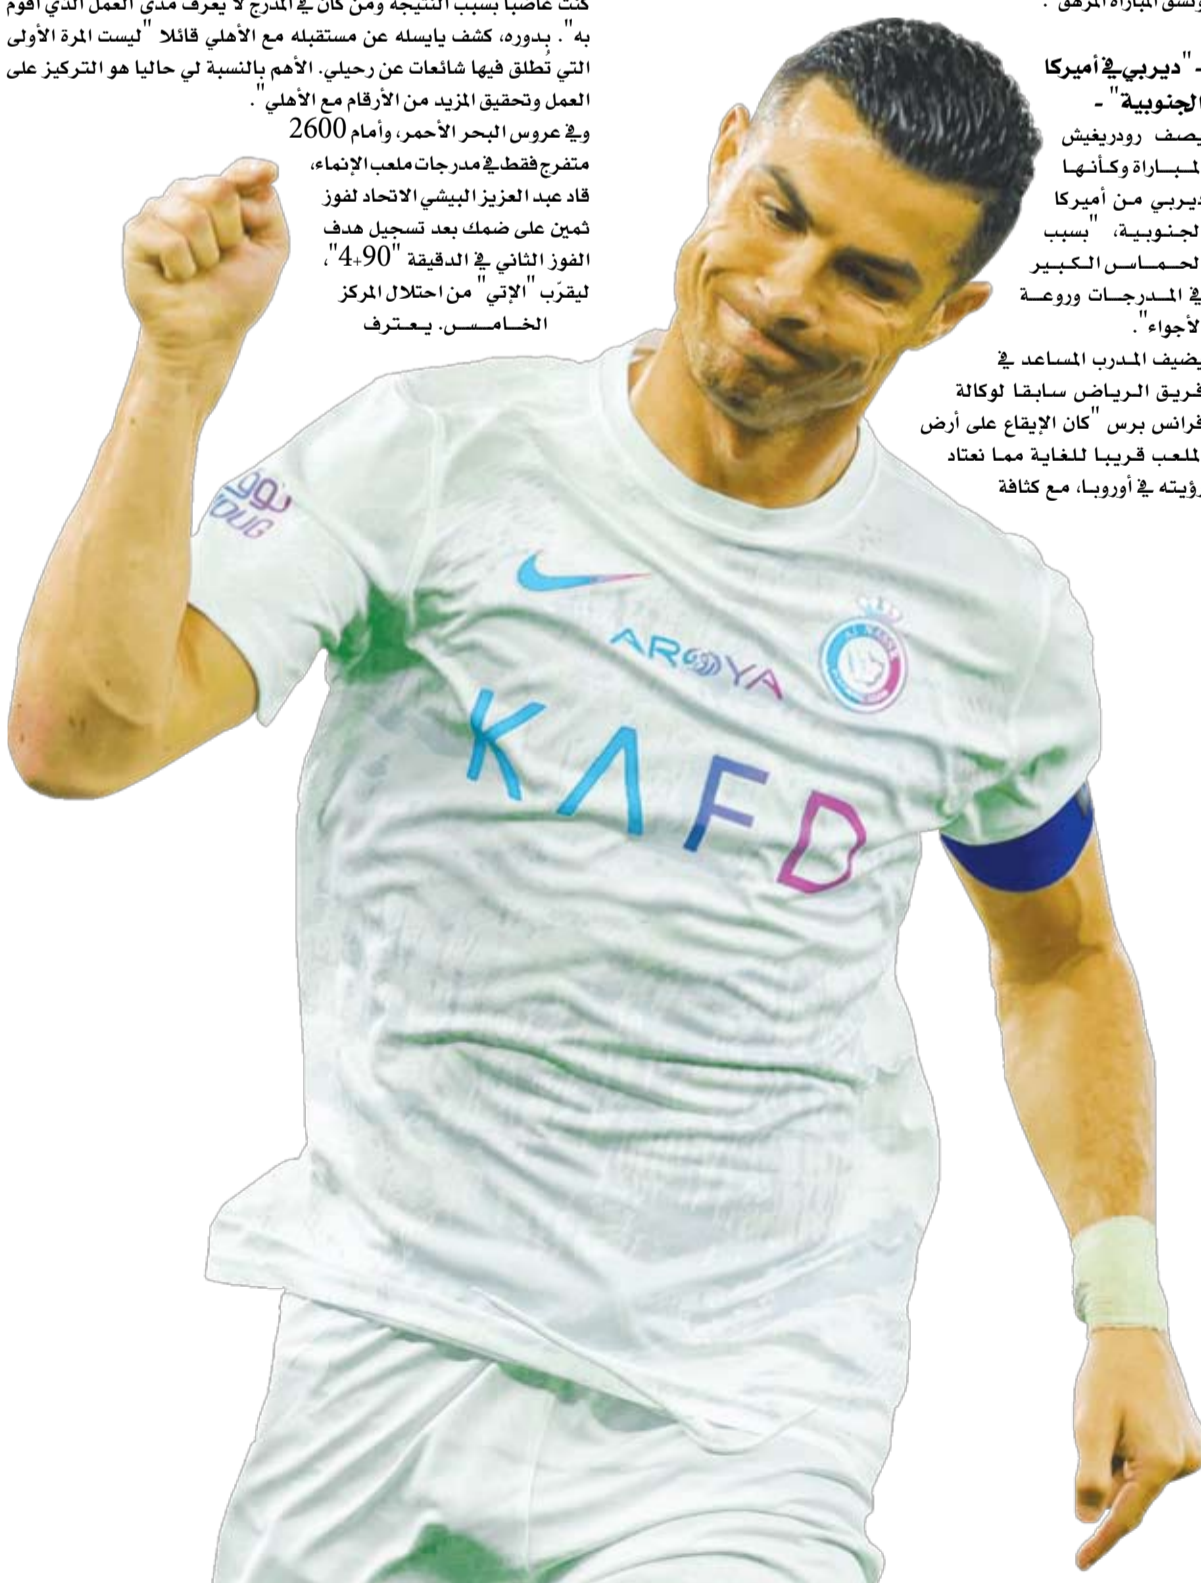 ونسق المباراة المرهق".
- "ديربي في أميركا
الجنوبية" -
يصف رودريغيش
المباراة وكأنها
ديربي من أميركا
الجنوبية، "بسبب
الحماس الكبير
في المدرجات وروعة
الأجواء".
يضيف المدرب المساعد في
فريق الرياض سابقا لوكالة
فرانس برس "كان الإيقاع على أرض
الملعب قريبا للغاية مما نعتاد
رؤيته في أوروبا، مع كثافة
كنت غاضبا بسبب النتيجة ومن كان في المدرج لا يعرف مدى العمل الذي أقوم
به". بدوره، كشف يايسله عن مستقبله مع الأهلي قائلا "ليست المرة الأولى
التي تُطلق فيها شائعات عن رحيلي. الأهم بالنسبة لي حاليا هو التركيز على
العمل وتحقيق المزيد من الأرقام مع الأهلي".
وفي عروس البحر الأحمر، وأمام 2600
متفرج فقط في مدرجات ملعب الإنماء،
قاد عبد العزيز البيشي الاتحاد لفوز
ثمين على ضمك بعد تسجيل هدف
الفوز الثاني في الدقيقة "90+4"،
ليقرّب "الإتي" من احتلال المركز
الخامس. يعترف
AROYA
KAFD